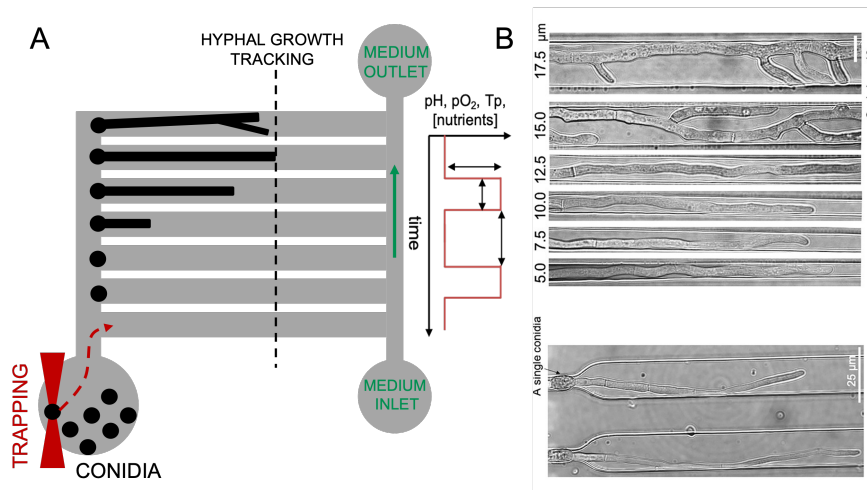 A
HYPHAL GROWTH
TRACKING
MEDIUM
OUTLET
pH, pO2, Tp,
[nutrients]
time
MEDIUM
INLET
TRAPPING
CONIDIA
B
µm
17.5
15.0
12.5
10.0
7.5
5.0
A single conidia
25 µm